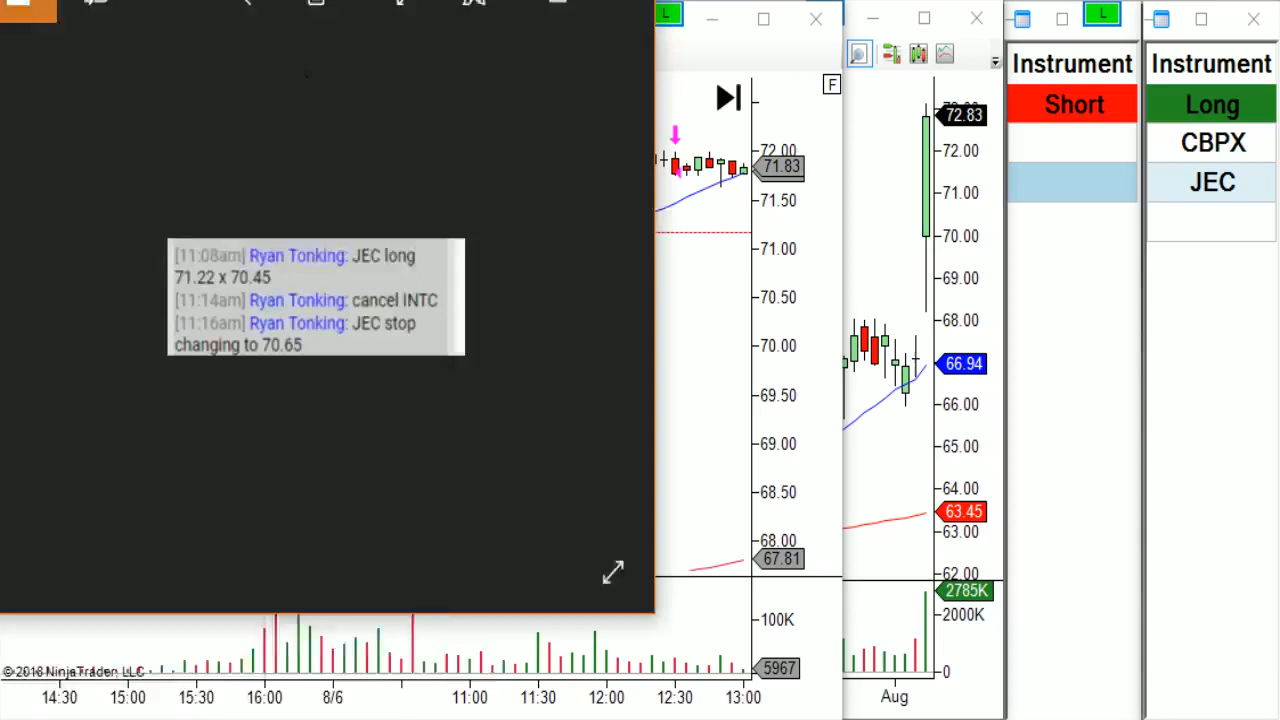 L
L
Instrument
Instrument
F
Short
Long
72.83
72.00
72.00
CBPX
71.83
JEC
71.50
71.00
71.00
70.50
70.00
70.00
69.50
69.00
69.00
68.50
68.00
68.00
67.81
66.94
66.00
65.00
64.00
63.45
63.00
62.00
[11:08am] Ryan Tonking: JEC long
71.22 x 70.45
[11:14am] Ryan Tonking: cancel INTC
[11:16am] Ryan Tonking: JEC stop
changing to 70.65
2785K
2000K
0
100K
5967
© 2018 NinjaTrader, LLC
14:30 15:00 15:30 16:00 8/6 11:00 11:30 12:00 12:30 13:00
Aug